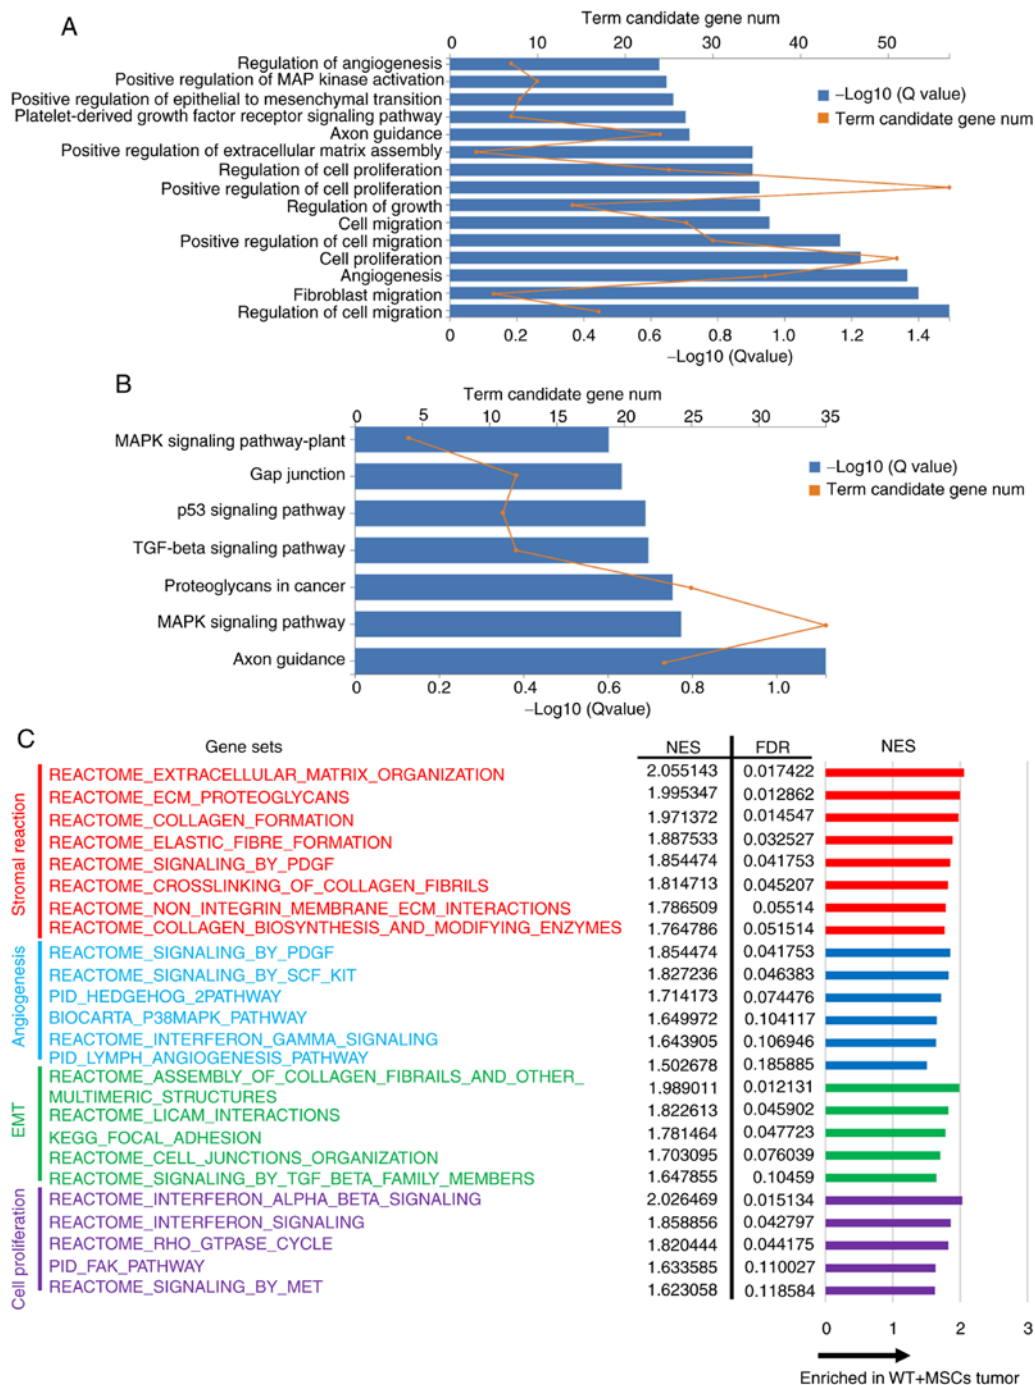 A
Term candidate gene num
0 10 20 30 40 50
Regulation of angiogenesis
Positive regulation of MAP kinase activation
Positive regulation of epithelial to mesenchymal transition
Platelet-derived growth factor receptor signaling pathway
Axon guidance
Positive regulation of extracellular matrix assembly
Regulation of cell proliferation
Positive regulation of cell proliferation
Regulation of growth
Cell migration
Positive regulation of cell migration
Cell proliferation
Angiogenesis
Fibroblast migration
Regulation of cell migration
–Log10 (Q value)
Term candidate gene num
0 0.2 0.6 0.6 0.8 1.0 1.2 1.4
–Log10 (Qvalue)
B
Term candidate gene num
0 5 10 15 20 25 30 35
MAPK signaling pathway-plant
Gap junction
p53 signaling pathway
TGF-beta signaling pathway
Proteoglycans in cancer
MAPK signaling pathway
Axon guidance
–Log10 (Q value)
Term candidate gene num
0 0.2 0.4 0.6 0.8 1.0
–Log10 (Qvalue)
C
Gene sets NES FDR NES
Stromal reaction
REACTOME_EXTRACELLULAR_MATRIX_ORGANIZATION 2.055143 0.017422
REACTOME_ECM_PROTEOGLYCANS 1.995347 0.012862
REACTOME_COLLAGEN_FORMATION 1.971372 0.014547
REACTOME_ELASTIC_FIBRE_FORMATION 1.887533 0.032527
REACTOME_SIGNALING_BY_PDGF 1.854474 0.041753
REACTOME_CROSSLINKING_OF_COLLAGEN_FIBRILS 1.814713 0.045207
REACTOME_NON_INTEGRIN_MEMBRANE_ECM_INTERACTIONS 1.786509 0.05514
REACTOME_COLLAGEN_BIOSYNTHESIS_AND_MODIFYING_ENZYMES 1.764786 0.051514
Angiogenesis
REACTOME_SIGNALING_BY_PDGF 1.854474 0.041753
REACTOME_SIGNALING_BY_SCF_KIT 1.827236 0.046383
PID_HEDGEHOG_2PATHWAY 1.714173 0.074476
BIOCARTA_P38MAPK_PATHWAY 1.649972 0.104117
REACTOME_INTERFERON_GAMMA_SIGNALING 1.643905 0.106946
PID_LYMPH_ANGIOGENESIS_PATHWAY 1.502678 0.185885
EMT
REACTOME_ASSEMBLY_OF_COLLAGEN_FIBRAILS_AND_OTHER_
MULTIMERIC_STRUCTURES 1.989011 0.012131
REACTOME_LICAM_INTERACTIONS 1.822613 0.045902
KEGG_FOCAL_ADHESION 1.781464 0.047723
REACTOME_CELL_JUNCTIONS_ORGANIZATION 1.703095 0.076039
REACTOME_SIGNALING_BY_TGF_BETA_FAMILY_MEMBERS 1.647855 0.10459
Cell proliferation
REACTOME_INTERFERON_ALPHA_BETA_SIGNALING 2.026469 0.015134
REACTOME_INTERFERON_SIGNALING 1.858856 0.042797
REACTOME_RHO_GTPASE_CYCLE 1.820444 0.044175
PID_FAK_PATHWAY 1.633585 0.110027
REACTOME_SIGNALING_BY_MET 1.623058 0.118584
0 1 2 3
Enriched in WT+MSCs tumor